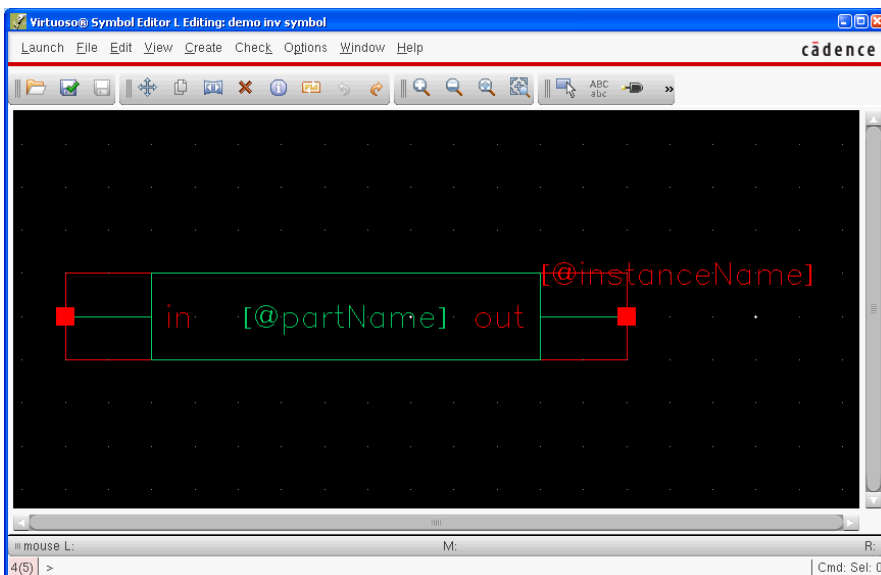 Virtuoso® Symbol Editor L Editing: demo inv symbol
Launch File Edit View Create Check Options Window Help
cādence
ABC
abc
»
[@instanceName]
in [@partName] out
mouse L: M: R:
4(5) > Cmd: Sel: 0